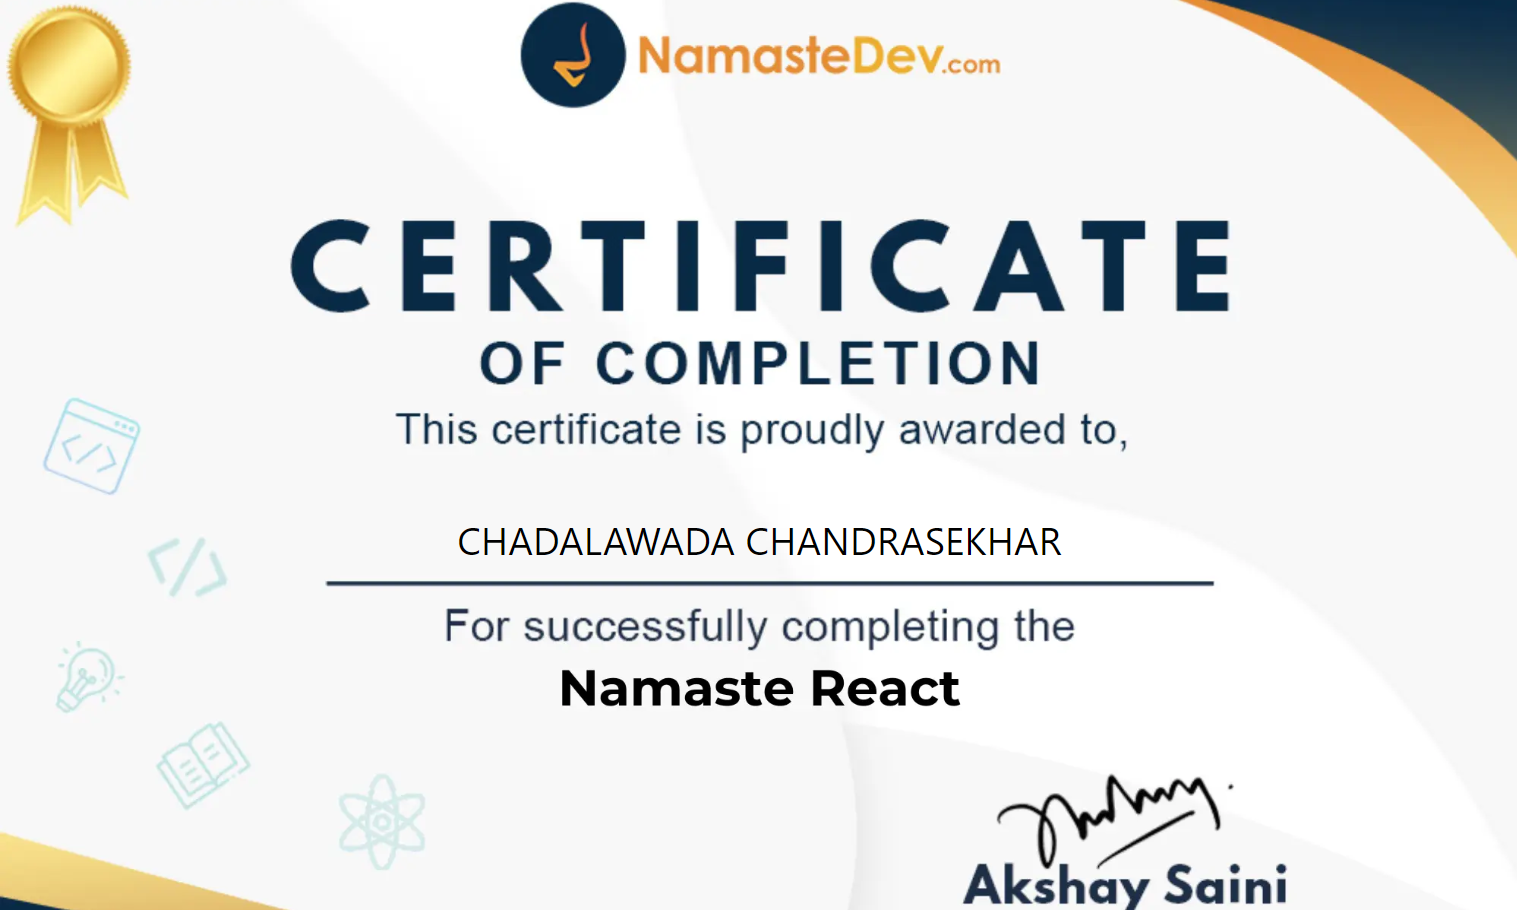 NamasteDev.com
CERTIFICATE
OF COMPLETION
This certificate is proudly awarded to,
CHADALAWADA CHANDRASEKHAR
For successfully completing the
Namaste React
Akshay Saini